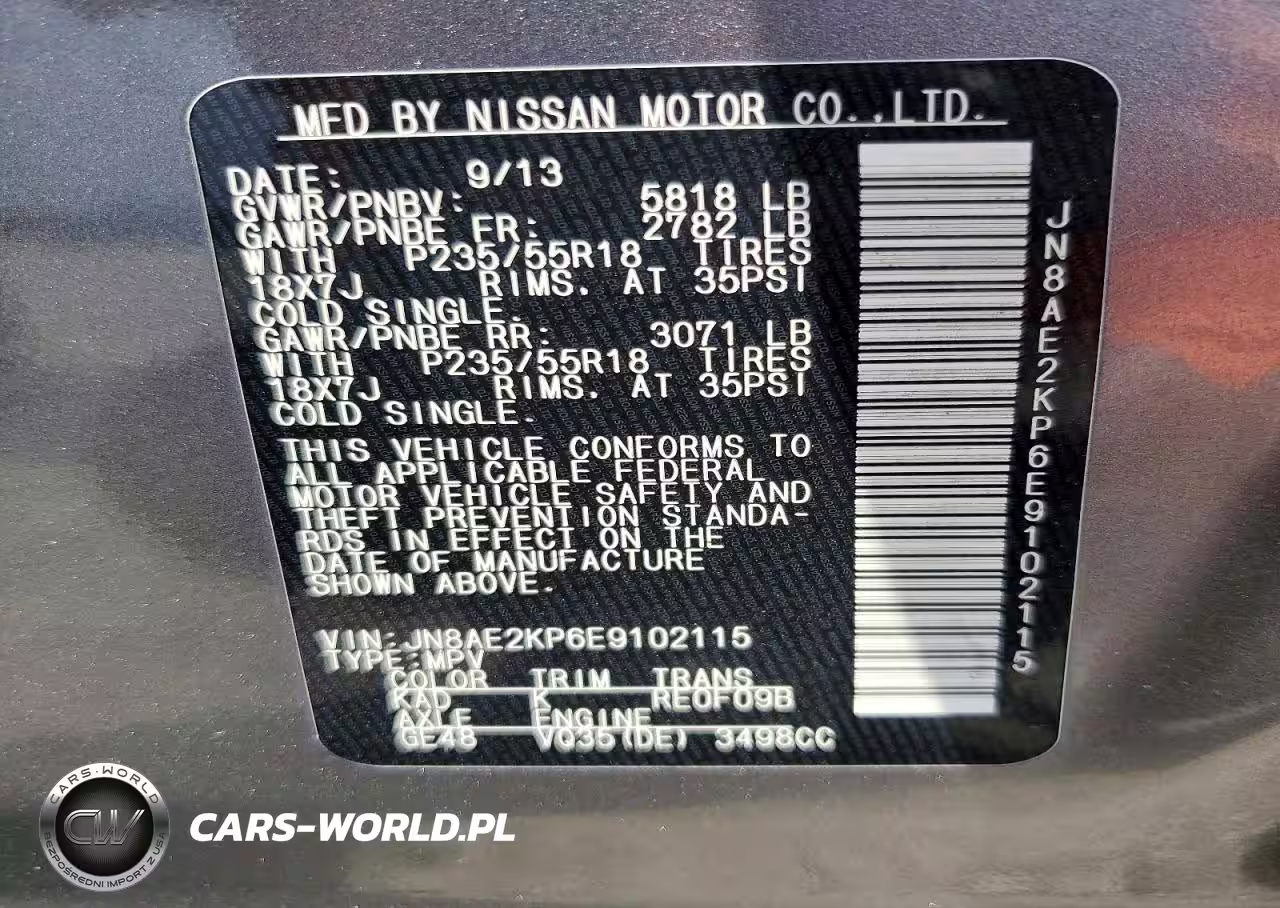 MFD BY NISSAN MOTOR CO.,LTD.
DATE: 9/13
GVWR/PNBV: 5818 LB
GAWR/PNBE FR: 2782 LB
WITH P235/55R18 TIRES
18X7J RIMS. AT 35PSI
COLD SINGLE.
GAWR/PNBE RR: 3071 LB
WITH P235/55R18 TIRES
18X7J RIMS. AT 35PSI
COLD SINGLE.
THIS VEHICLE CONFORMS TO
ALL APPLICABLE FEDERAL
MOTOR VEHICLE SAFETY AND
THEFT PREVENTION STANDA-
RDS IN EFFECT ON THE
DATE OF MANUFACTURE
SHOWN ABOVE.
VIN:JN8AE2KP6E9102115
TYPE:MPV
COLOR TRIM TRANS
KAD K RE0F09B
AXLE ENGINE
GE48 VQ35(DE) 3498CC
JN8AE2KP6E9102115
CARS-WORLD
CW
BEZPOŚREDNI IMPORT Z USA
CARS-WORLD.PL